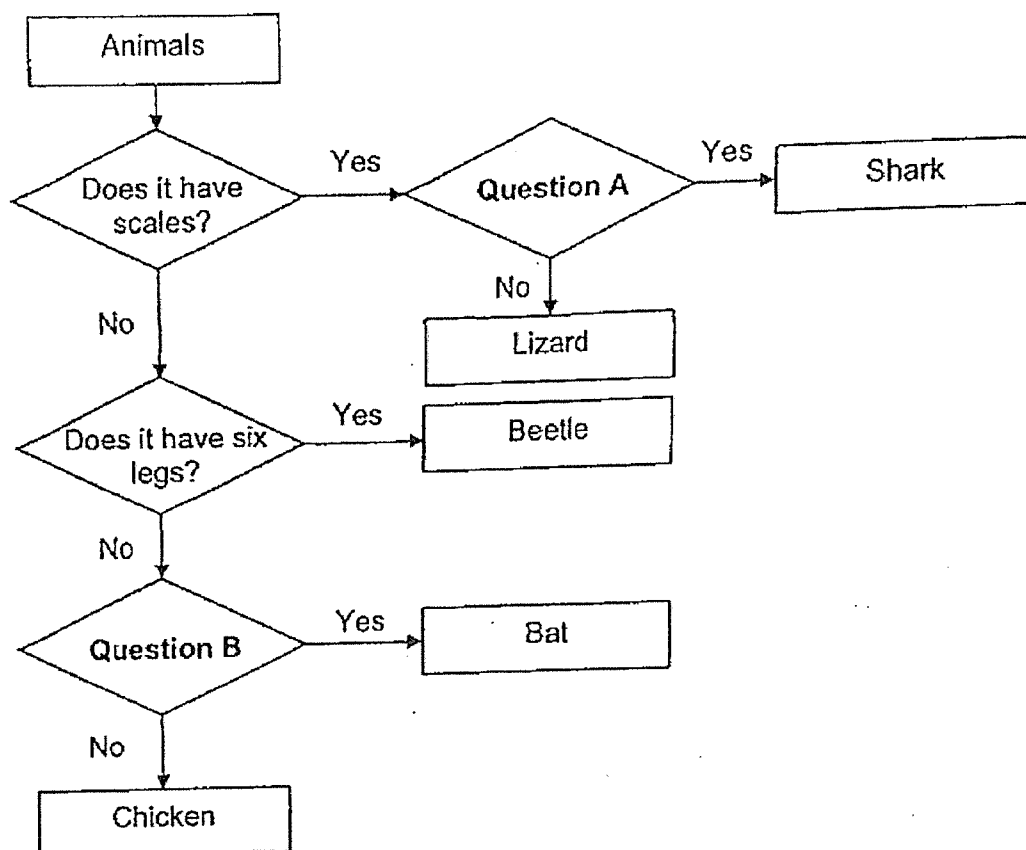 Animals
Does it have
scales?
Yes
Question A
Yes
Shark
No
Lizard
No
Does it have six
legs?
Yes
Beetle
No
Question B
Yes
Bat
No
Chicken